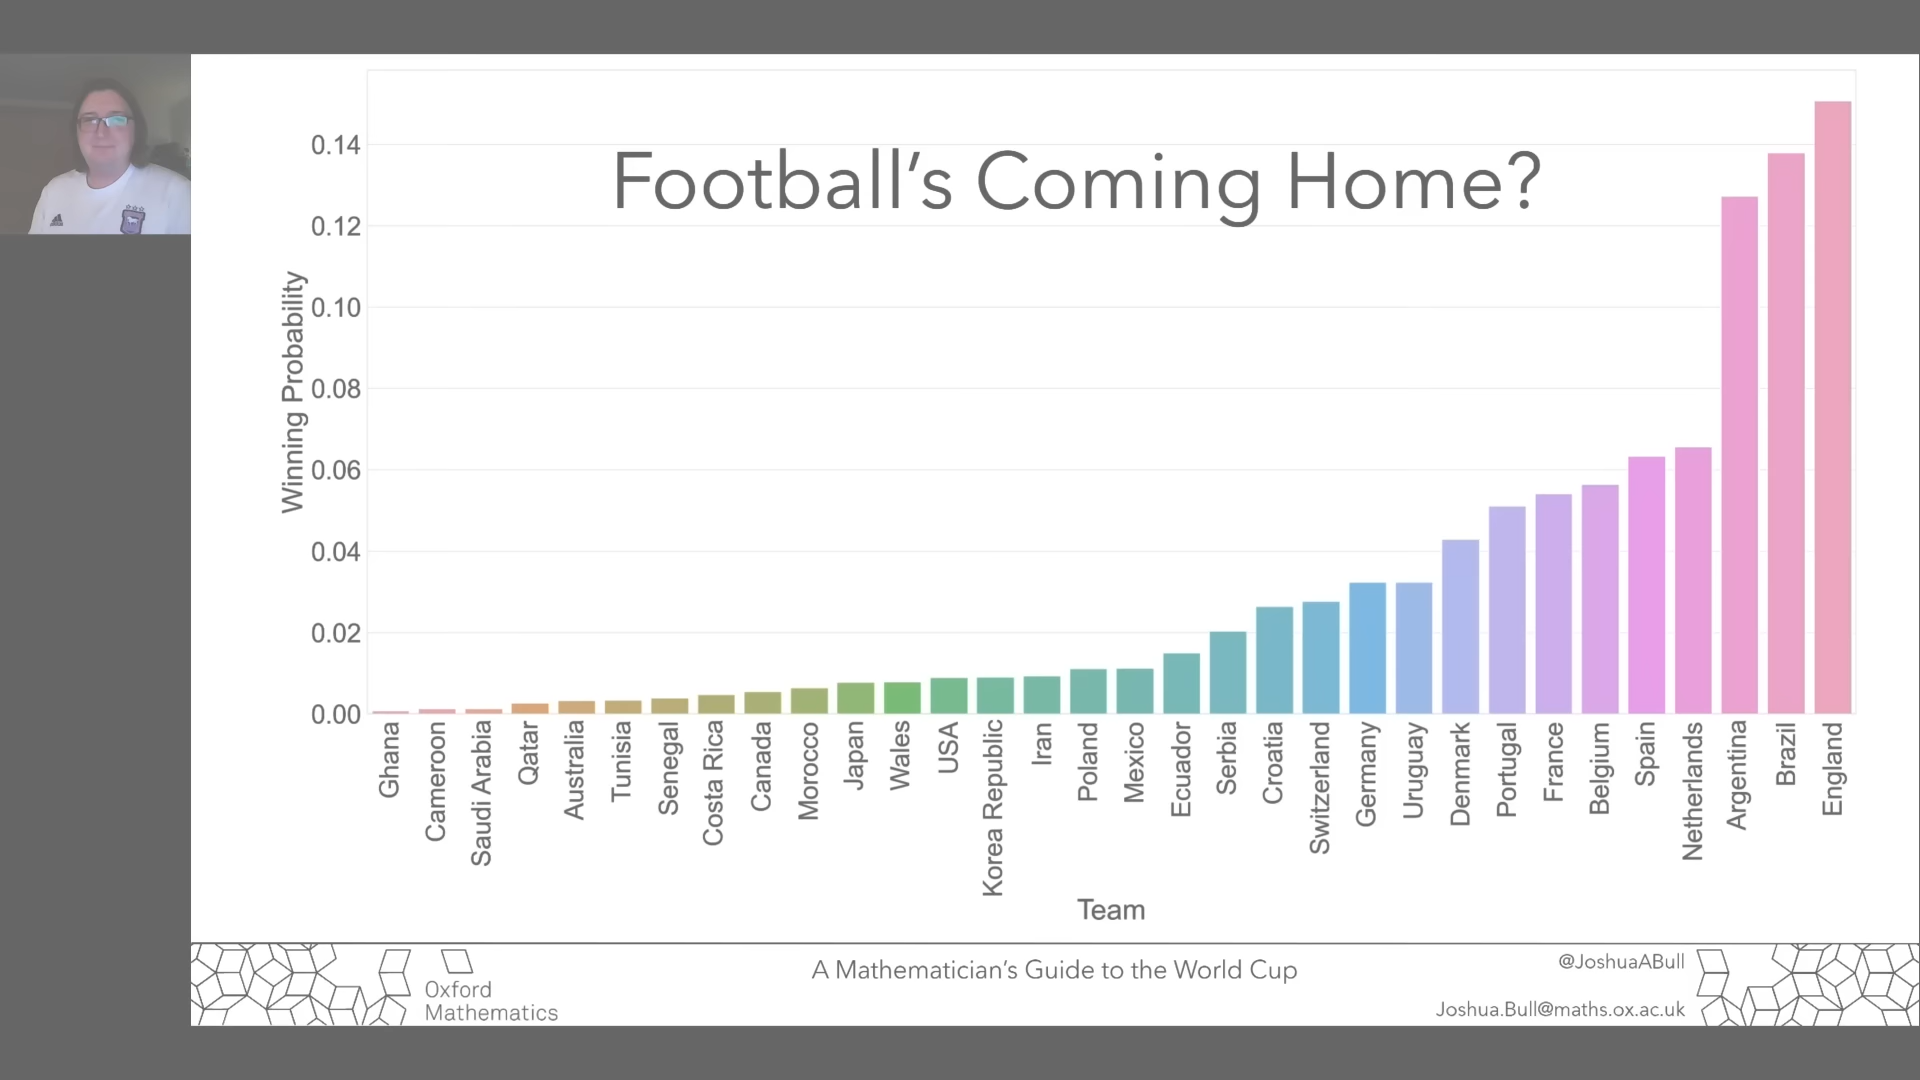 Football's Coming Home?
Winning Probability
0.14
0.12
0.10
0.08
0.06
0.04
0.02
0.00
Ghana
Cameroon
Saudi Arabia
Qatar
Australia
Tunisia
Senegal
Costa Rica
Canada
Morocco
Japan
Wales
USA
Korea Republic
Iran
Poland
Mexico
Ecuador
Serbia
Croatia
Switzerland
Germany
Uruguay
Denmark
Portugal
France
Belgium
Spain
Netherlands
Argentina
Brazil
England
Team
Oxford
Mathematics
A Mathematician's Guide to the World Cup
@JoshuaABull
Joshua.Bull@maths.ox.ac.uk